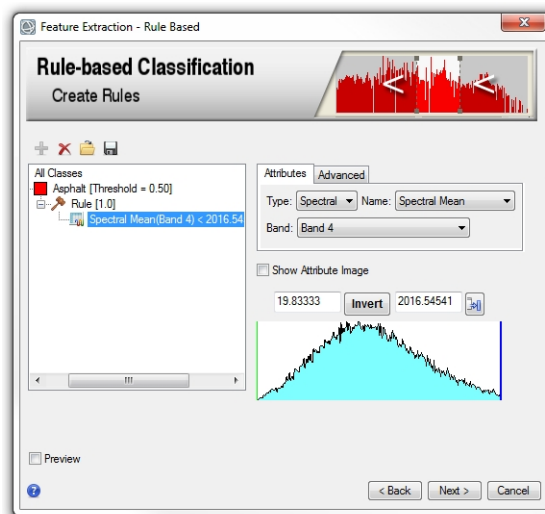 Feature Extraction - Rule Based
Rule-based Classification
Create Rules
All Classes
Asphalt [Threshold = 0.50]
Rule [1.0]
Spectral Mean(Band 4) < 2016.54
Attributes Advanced
Type: Spectral Name: Spectral Mean
Band: Band 4
Show Attribute Image
19.83333 Invert 2016.54541
Preview
< Back Next > Cancel